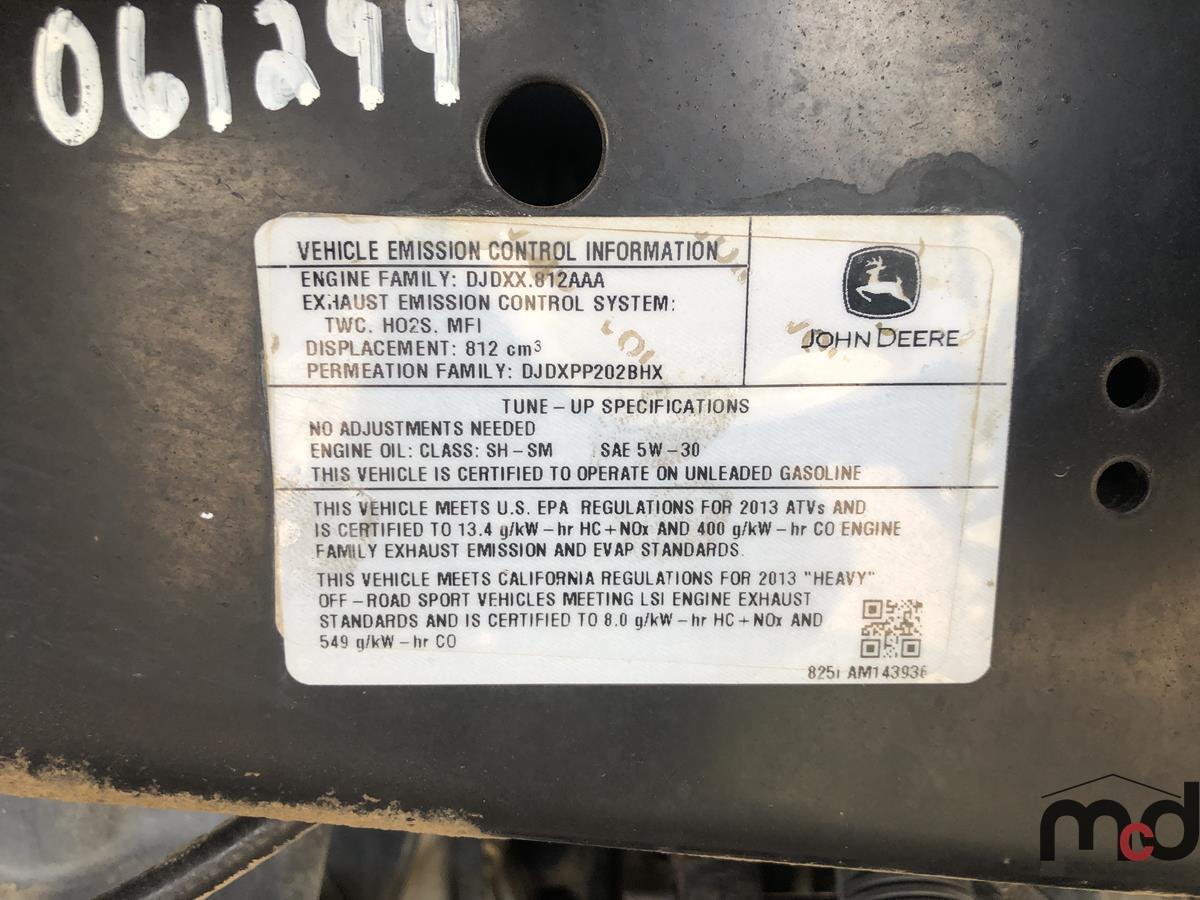 061299
VEHICLE EMISSION CONTROL INFORMATION
ENGINE FAMILY: DJDXX.812AAA
EXHAUST EMISSION CONTROL SYSTEM:
TWC. HO2S. MFI
DISPLACEMENT: 812 cm³
PERMEATION FAMILY: DJDXPP202BHX
JOHN DEERE
TUNE-UP SPECIFICATIONS
NO ADJUSTMENTS NEEDED
ENGINE OIL: CLASS: SH-SM SAE 5W-30
THIS VEHICLE IS CERTIFIED TO OPERATE ON UNLEADED GASOLINE
THIS VEHICLE MEETS U.S. EPA REGULATIONS FOR 2013 ATVs AND
IS CERTIFIED TO 13.4 g/kW-hr HC+NOx AND 400 g/kW-hr CO ENGINE
FAMILY EXHAUST EMISSION AND EVAP STANDARDS.
THIS VEHICLE MEETS CALIFORNIA REGULATIONS FOR 2013 "HEAVY"
OFF-ROAD SPORT VEHICLES MEETING LSI ENGINE EXHAUST
STANDARDS AND IS CERTIFIED TO 8.0 g/kW-hr HC+NOx AND
549 g/kW-hr CO
825i AM143936
mcd